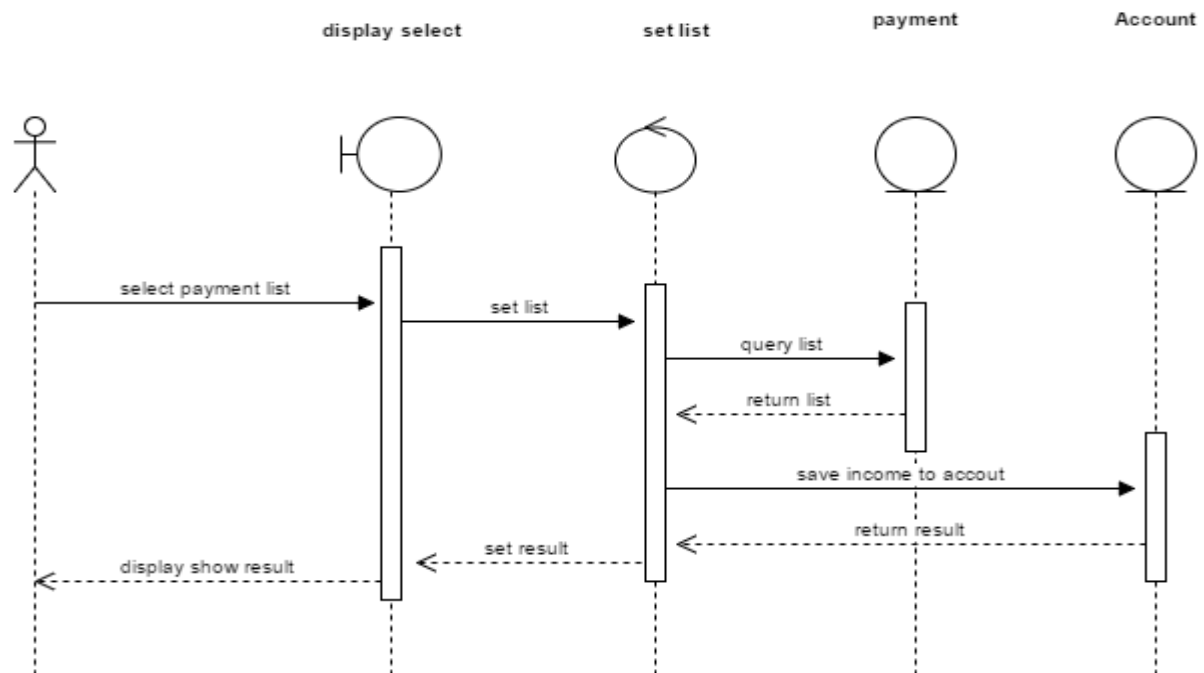 display select
set list
payment
Account
select payment list
set list
query list
return list
save income to accout
return result
set result
display show result